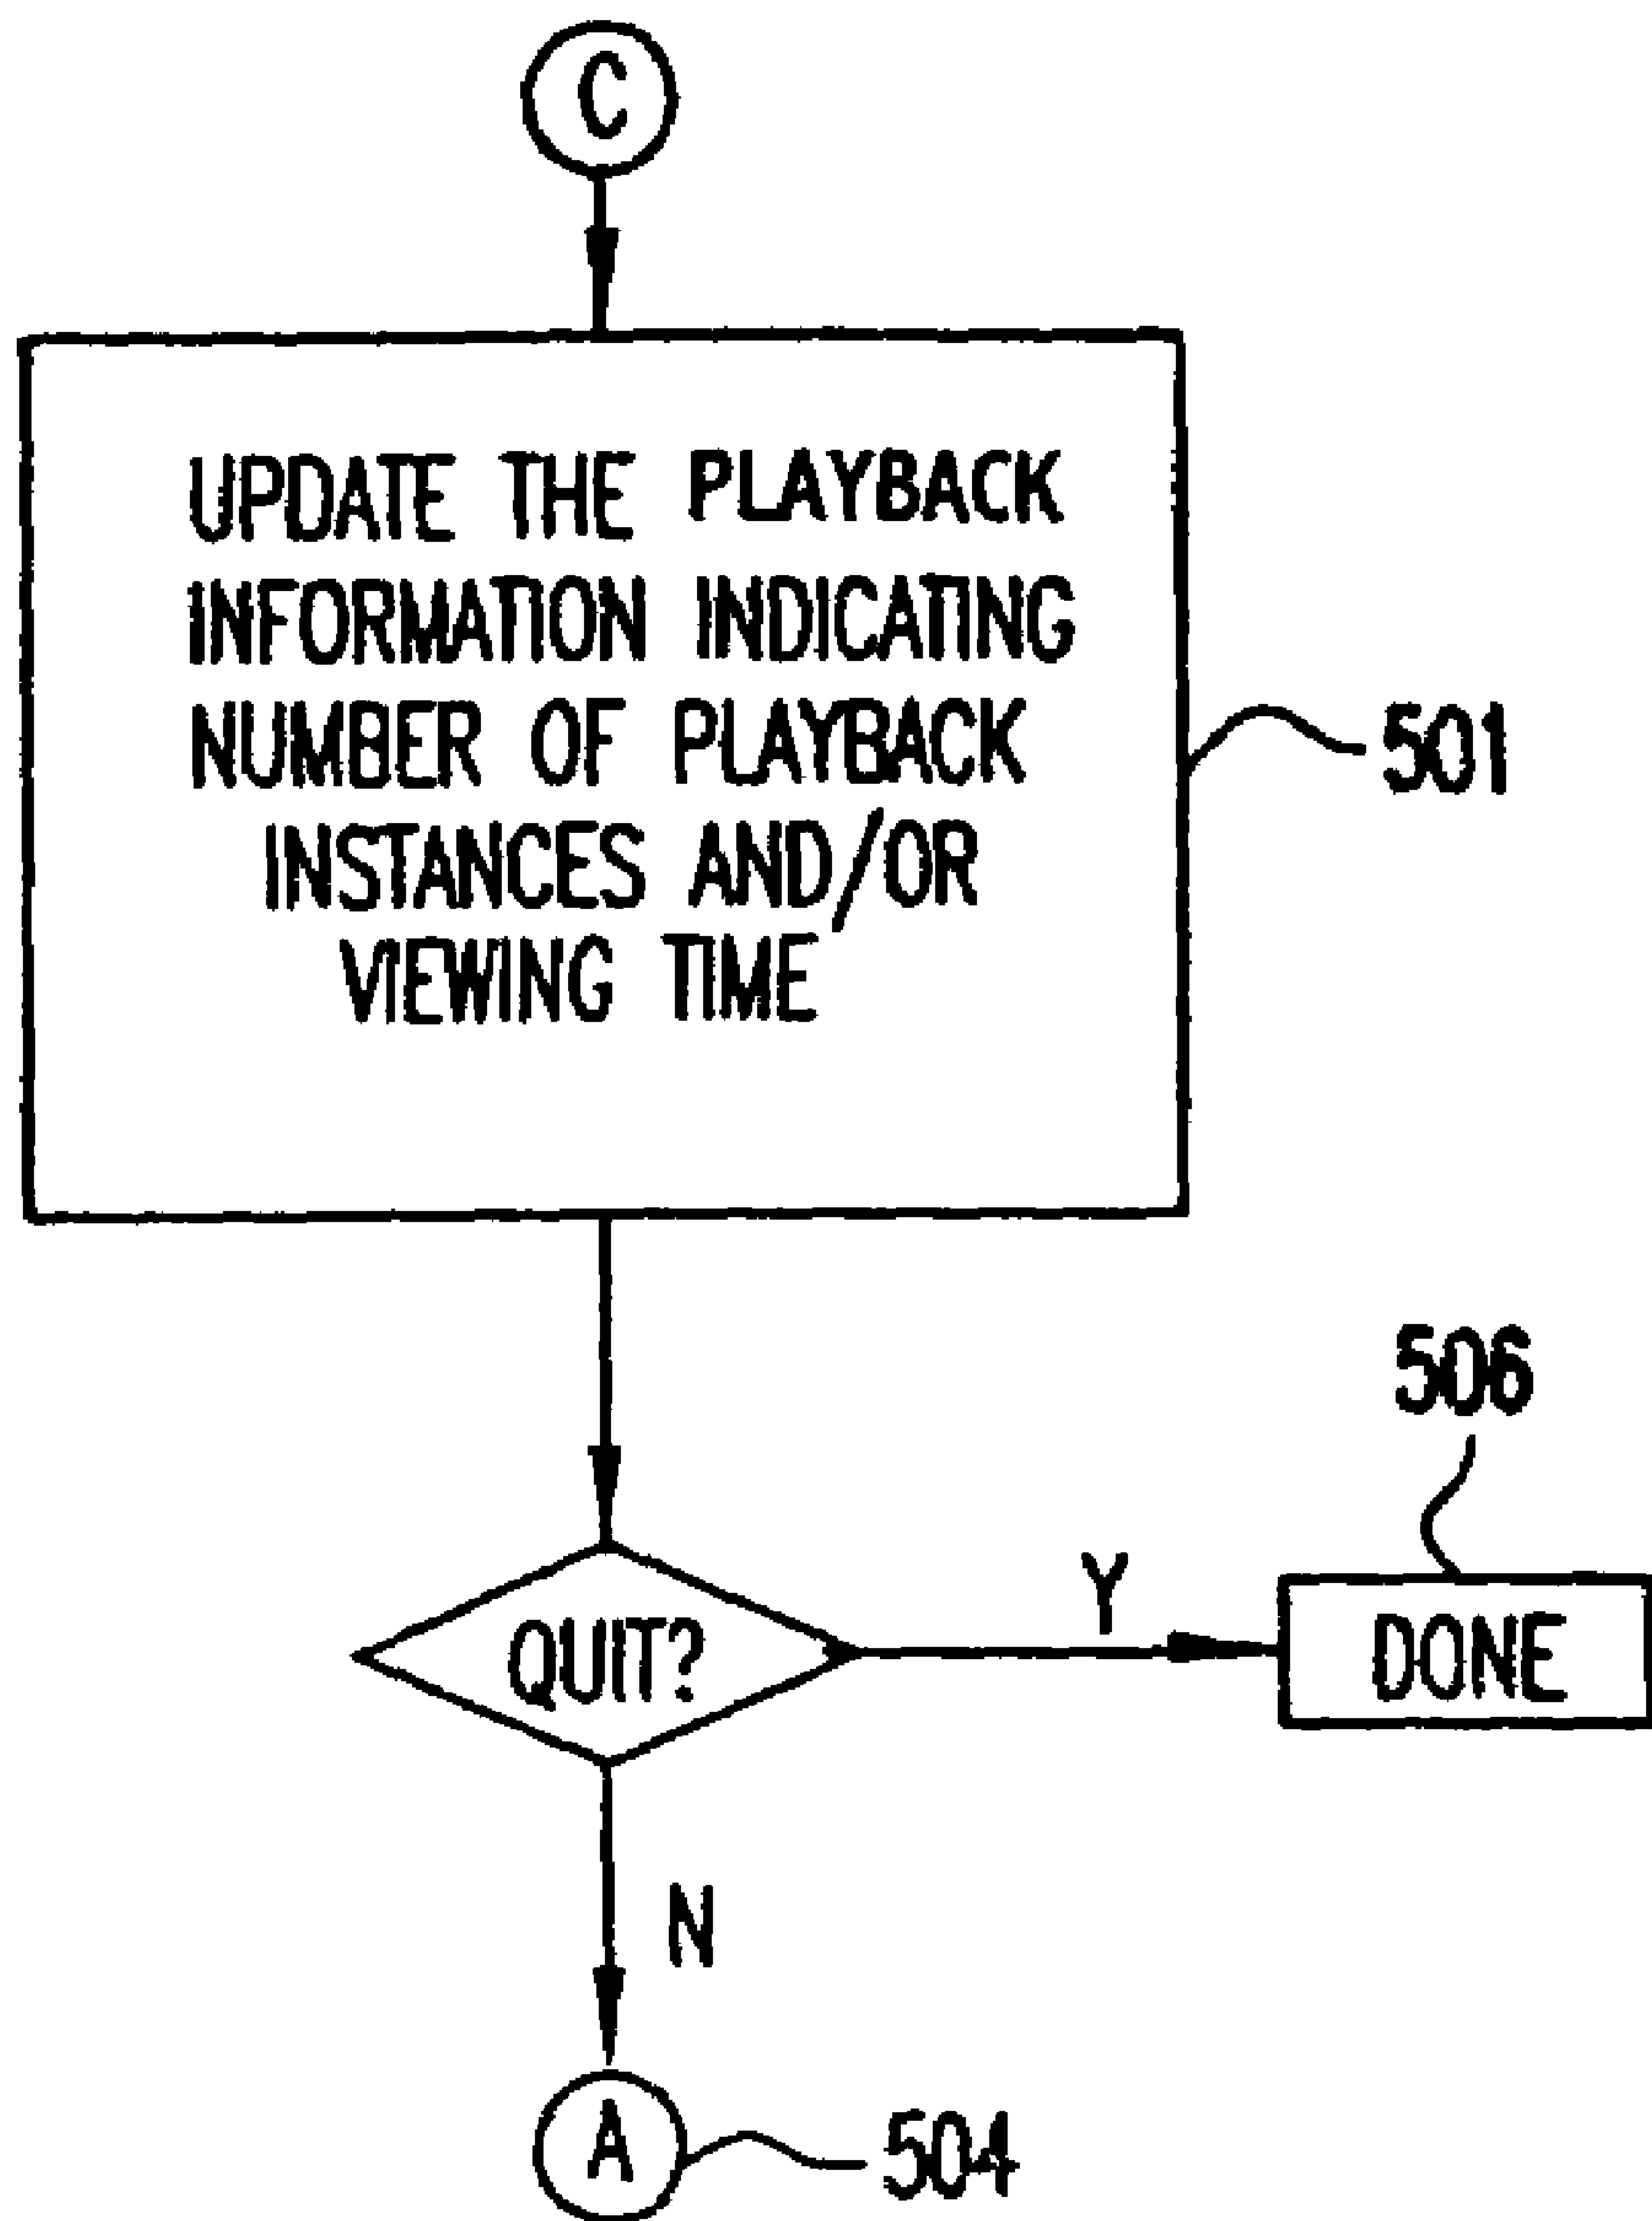 C
UPDATE THE PLAYBACK
INFORMATION INDICATING
NUMBER OF PLAYBACK
INSTANCES AND/OR
VIEWING TIME
501
506
QUIT?
Y
DONE
N
A
504